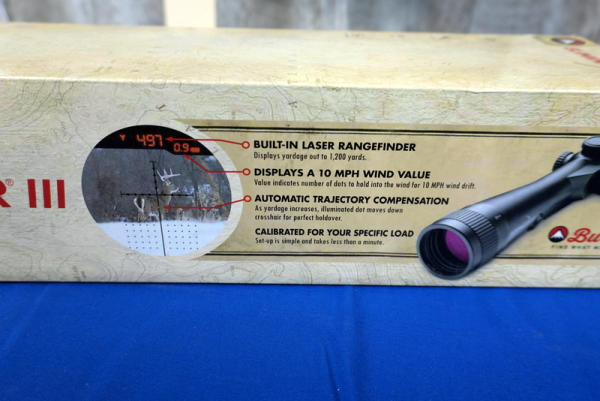 R III
497
0.9
BUILT-IN LASER RANGEFINDER
Displays yardage out to 1,200 yards.
DISPLAYS A 10 MPH WIND VALUE
Value indicates number of dots to hold into the wind for 10 MPH wind drift.
AUTOMATIC TRAJECTORY COMPENSATION
As yardage increases, illuminated dot moves down
crosshair for perfect holdover.
CALIBRATED FOR YOUR SPECIFIC LOAD
Set-up is simple and takes less than a minute.
Bu
FIND WHAT M